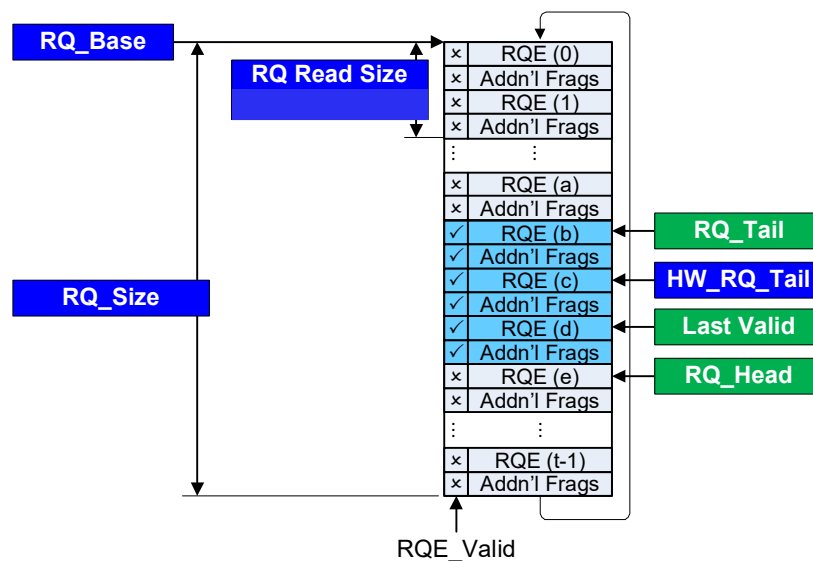 RQ_Base
RQ Read Size
× RQE (0)
× Addn'l Frags
× RQE (1)
× Addn'l Frags
⋮ ⋮
× RQE (a)
× Addn'l Frags
✓ RQE (b)
RQ_Tail
✓ Addn'l Frags
✓ RQE (c)
HW_RQ_Tail
✓ Addn'l Frags
RQ_Size
✓ RQE (d)
Last Valid
✓ Addn'l Frags
× RQE (e)
RQ_Head
× Addn'l Frags
⋮ ⋮
× RQE (t-1)
× Addn'l Frags
RQE_Valid